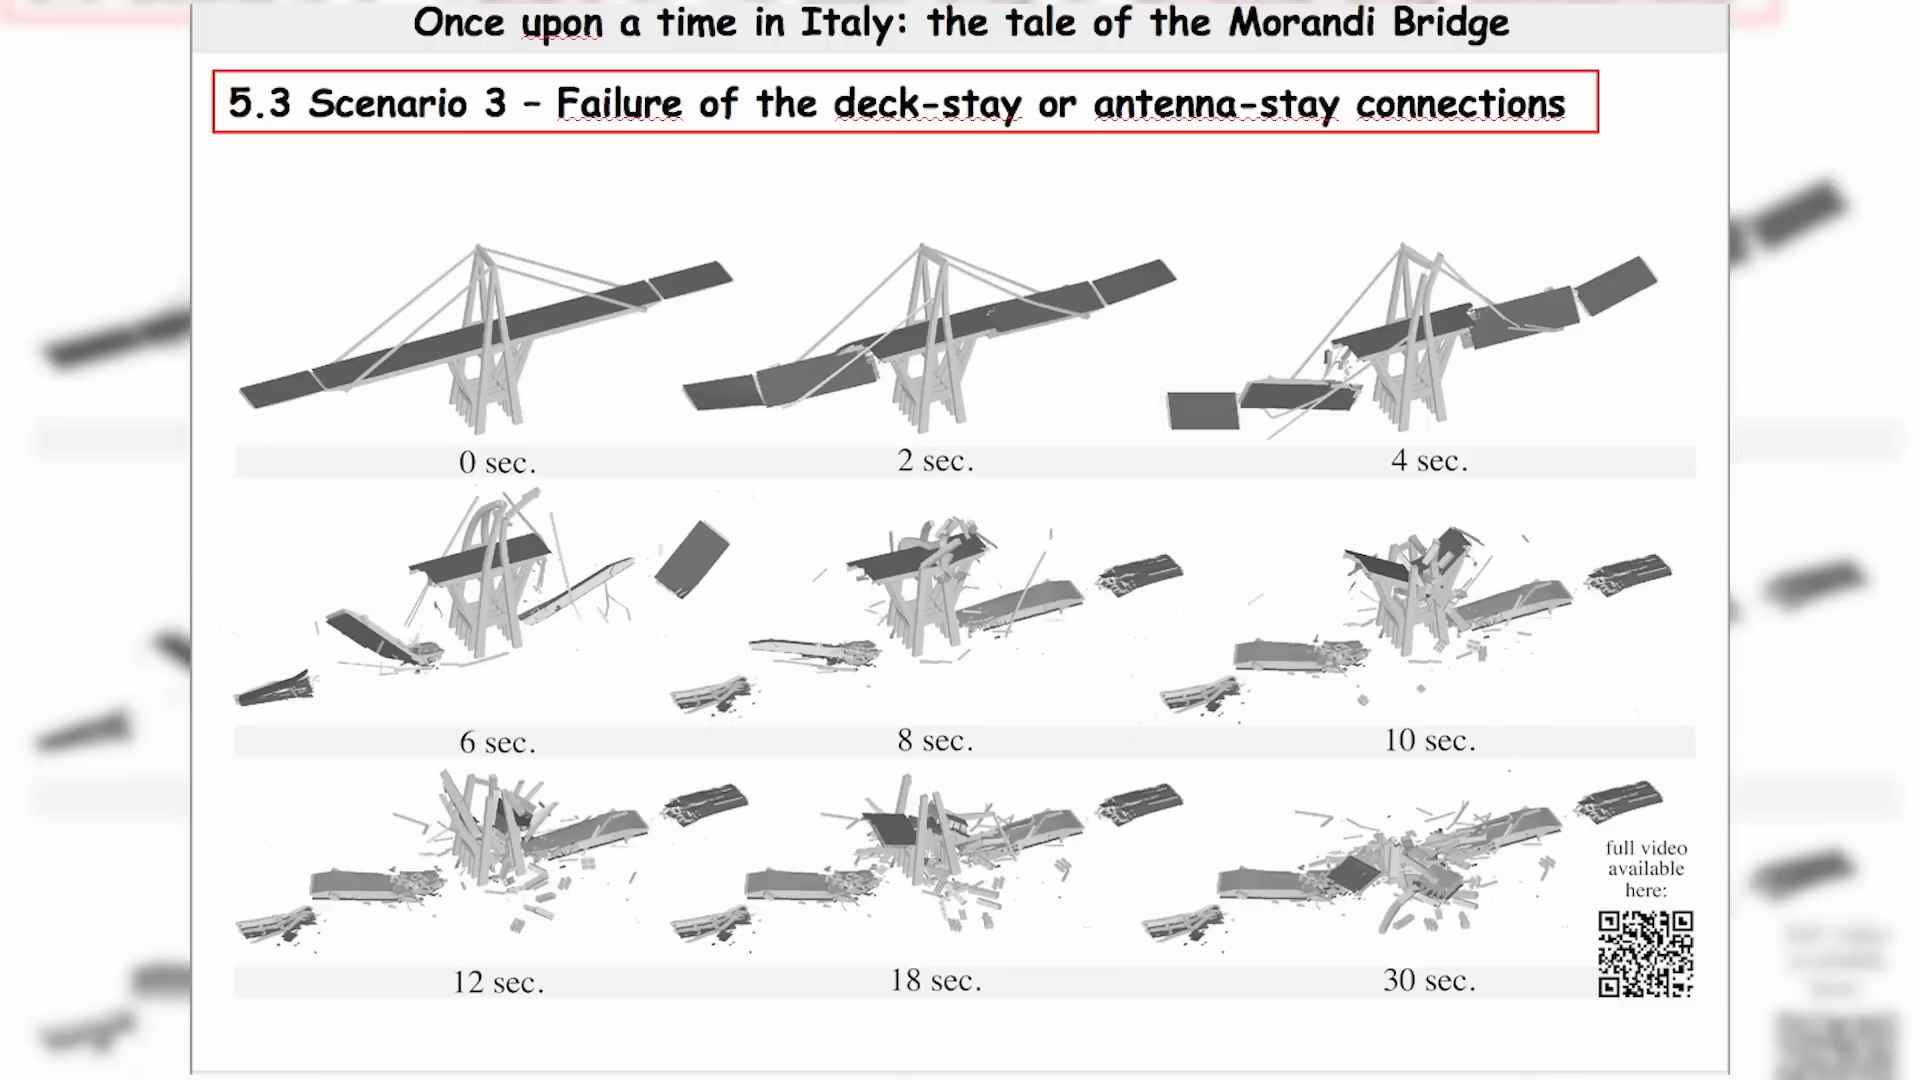 Once upon a time in Italy: the tale of the Morandi Bridge
5.3 Scenario 3 – Failure of the deck-stay or antenna-stay connections
0 sec.
2 sec.
4 sec.
6 sec.
8 sec.
10 sec.
12 sec.
18 sec.
30 sec.
full video
available
here: